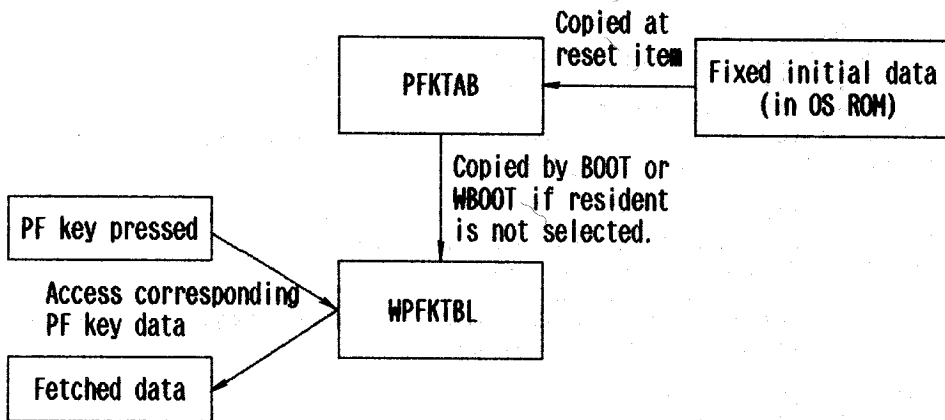 Copied at
reset item
PFKTAB
Fixed initial data
(in OS ROM)
Copied by BOOT or
WBOOT if resident
is not selected.
PF key pressed
Access corresponding
PF key data
WPFKTBL
Fetched data